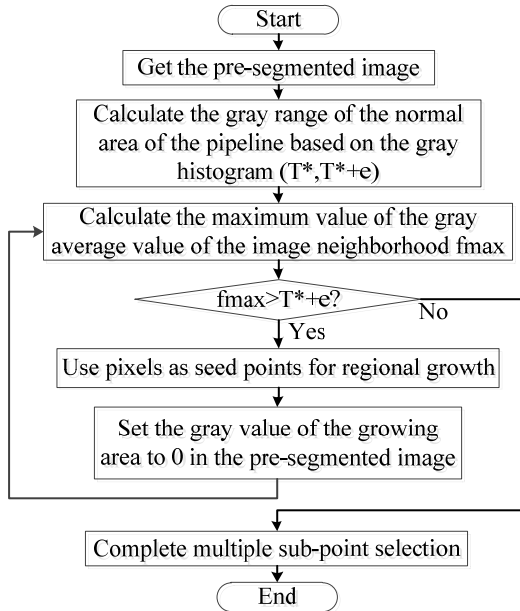 Start
Get the pre-segmented image
Calculate the gray range of the normal
area of the pipeline based on the gray
histogram (T*,T*+e)
Calculate the maximum value of the gray
average value of the image neighborhood fmax
fmax>T*+e?
No
Yes
Use pixels as seed points for regional growth
Set the gray value of the growing
area to 0 in the pre-segmented image
Complete multiple sub-point selection
End